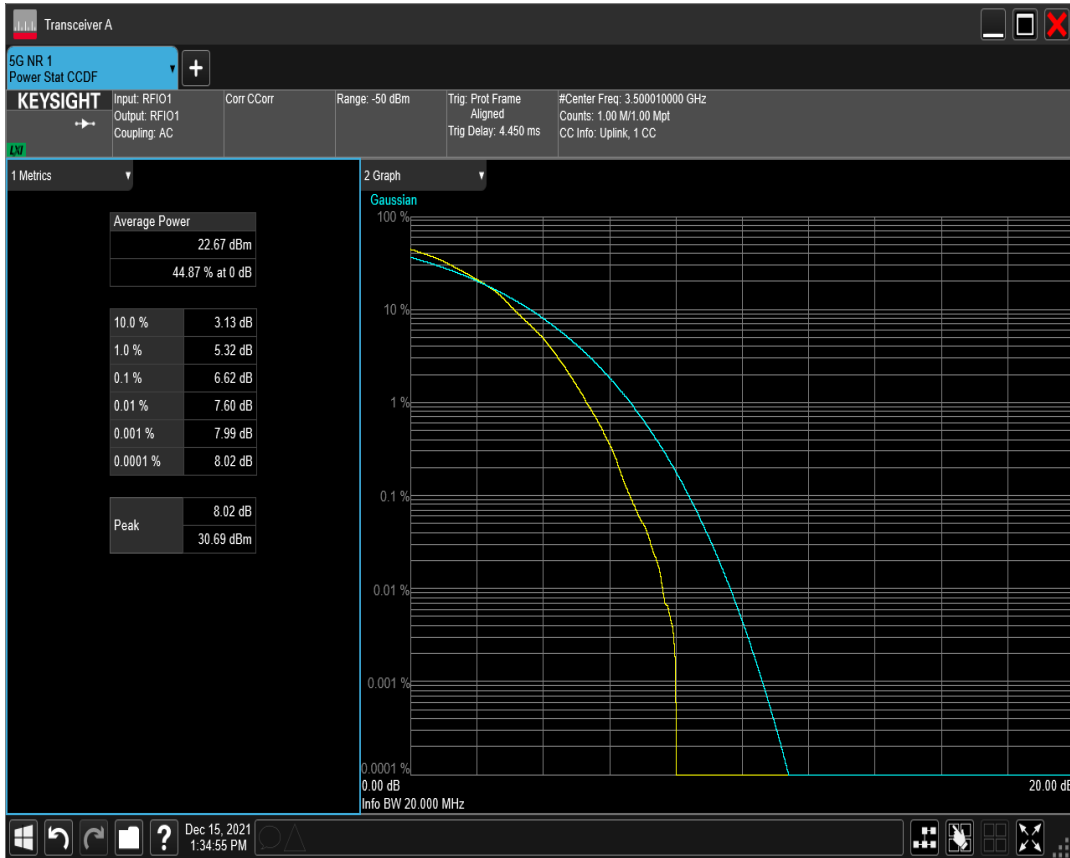 Transceiver A
5G NR 1
Power Stat CCDF
+
KEYSIGHT
LXI
Input: RFIO1
Output: RFIO1
Coupling: AC
Corr CCorr
Range: -50 dBm
Trig: Prot Frame
Aligned
Trig Delay: 4.450 ms
#Center Freq: 3.500010000 GHz
Counts: 1.00 M/1.00 Mpt
CC Info: Uplink, 1 CC
1 Metrics
Average Power
22.67 dBm
44.87 % at 0 dB
10.0 % 3.13 dB
1.0 % 5.32 dB
0.1 % 6.62 dB
0.01 % 7.60 dB
0.001 % 7.99 dB
0.0001 % 8.02 dB
Peak 8.02 dB
30.69 dBm
2 Graph
Gaussian
100 %
10 %
1 %
0.1 %
0.01 %
0.001 %
0.0001 %
0.00 dB 20.00 dB
Info BW 20.000 MHz
?
Dec 15, 2021
1:34:55 PM